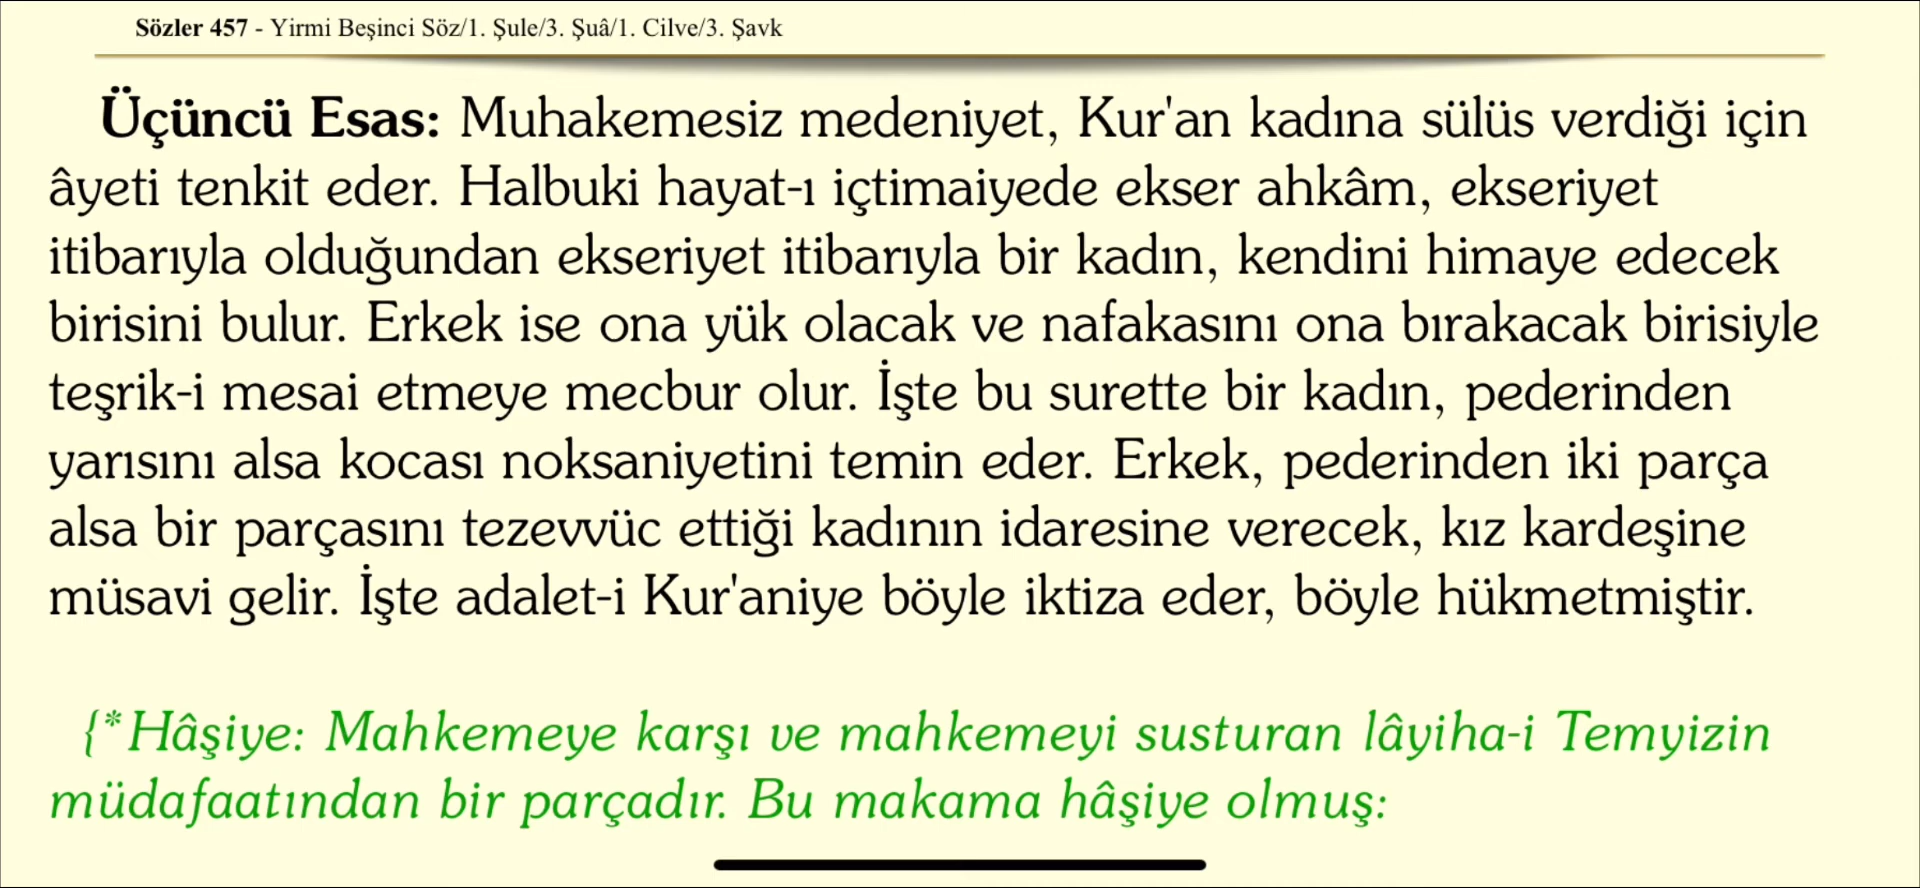 Sözler 457 - Yirmi Beşinci Söz/1. Şule/3. Şuâ/1. Cilve/3. Şavk
Üçüncü Esas: Muhakemesiz medeniyet, Kur'an kadına sülüs verdiği için
âyeti tenkit eder. Halbuki hayat-ı içtimaiyede ekser ahkâm, ekseriyet
itibarıyla olduğundan ekseriyet itibarıyla bir kadın, kendini himaye edecek
birisini bulur. Erkek ise ona yük olacak ve nafakasını ona bırakacak birisiyle
teşrik-i mesai etmeye mecbur olur. İşte bu surette bir kadın, pederinden
yarısını alsa kocası noksaniyetini temin eder. Erkek, pederinden iki parça
alsa bir parçasını tezevvüc ettiği kadının idaresine verecek, kız kardeşine
müsavi gelir. İşte adalet-i Kur'aniye böyle iktiza eder, böyle hükmetmiştir.
{*Hâşiye: Mahkemeye karşı ve mahkemeyi susturan lâyiha-i Temyizin
müdafaatından bir parçadır. Bu makama hâşiye olmuş: